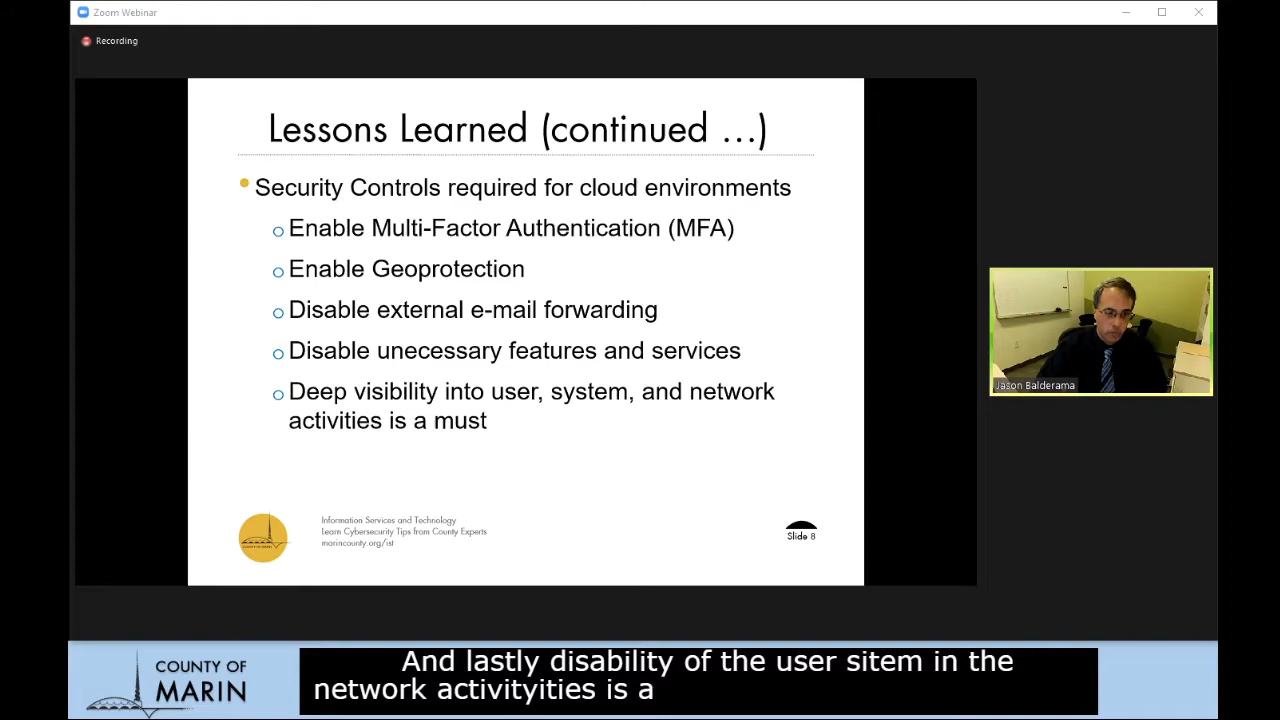 Zoom Webinar
Recording
Lessons Learned (continued ...)
Security Controls required for cloud environments
Enable Multi-Factor Authentication (MFA)
Enable Geoprotection
Disable external e-mail forwarding
Disable unecessary features and services
Deep visibility into user, system, and network
activities is a must
Information Services and Technology
Learn Cybersecurity Tips from County Experts
marincounty.org/ist
Slide 8
Jason Balderama
COUNTY OF
MARIN
And lastly disability of the user sitem in the
network activityities is a